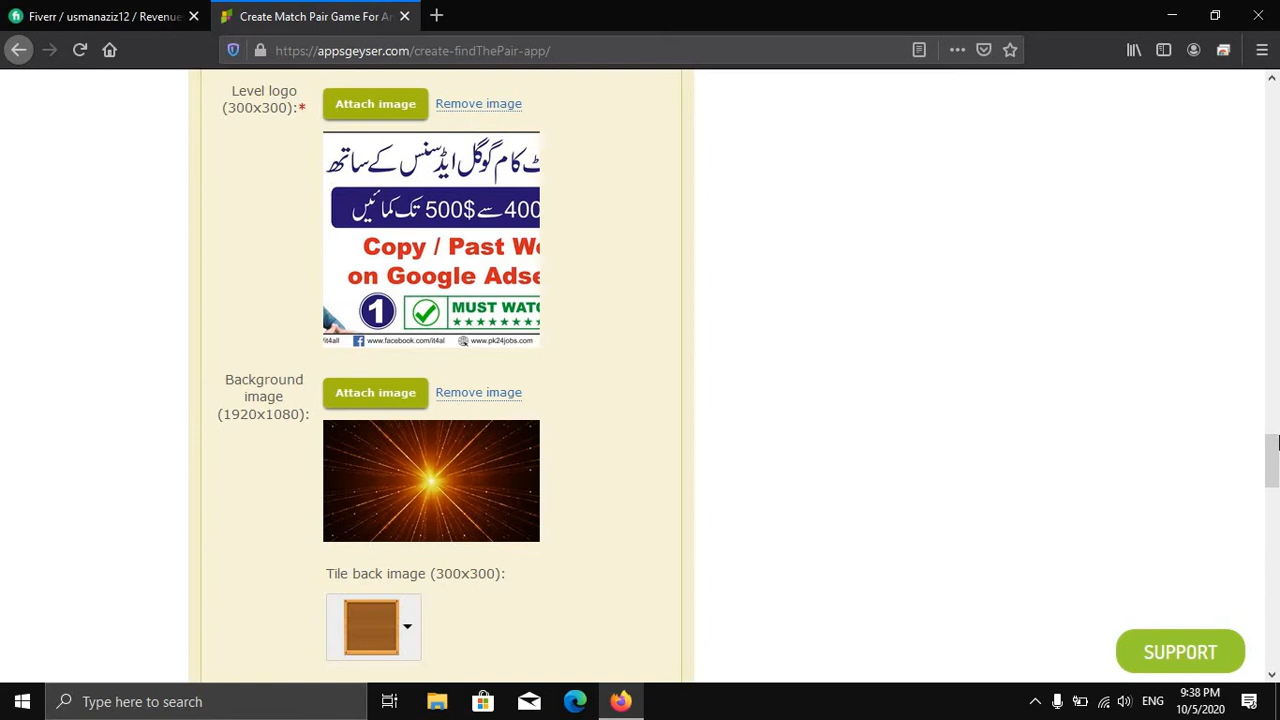 Fiverr / usmanaziz12 / Revenue
Create Match Pair Game For An
https://appsgeyser.com/create-findThePair-app/
Level logo
(300x300):*
Attach image
Remove image
کام گوگل ایڈسنس کے ساتھ
400 سے $500 تک کمائیں
Copy / Past W
on Google Adse
1
MUST WATC
www.facebook.com/it4al
www.pk24jobs.com
Background
image
(1920x1080):
Attach image
Remove image
Tile back image (300x300):
SUPPORT
Type here to search
ENG
9:38 PM
10/5/2020